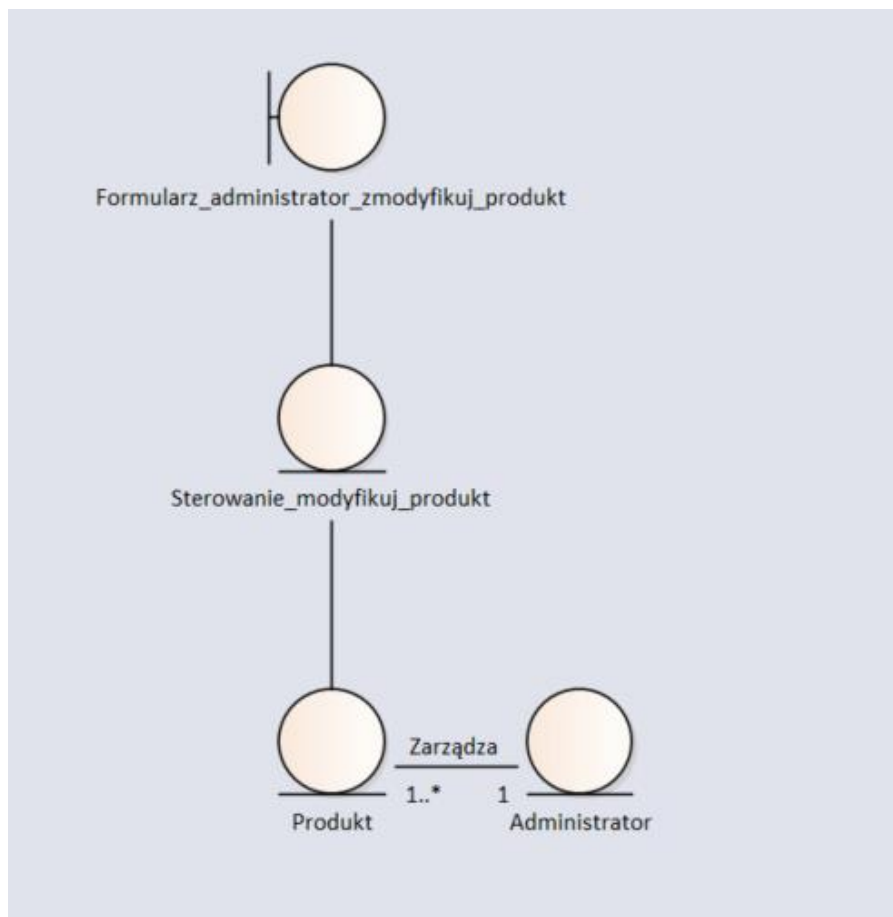 Formularz_administrator_zmodyfikuj_produkt
Sterowanie_modyfikuj_produkt
Zarządza
1..* 1
Produkt Administrator